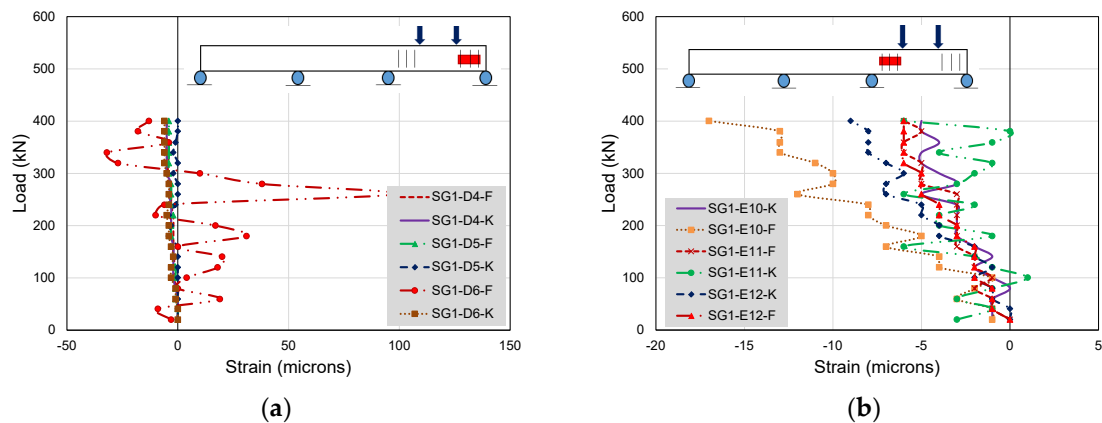 600
500
400
300
200
100
0
-50
0
50
100
150
Load (kN)
Strain (microns)
SG1-D4-F
SG1-D4-K
SG1-D5-F
SG1-D5-K
SG1-D6-F
SG1-D6-K
(a)
600
500
400
300
200
100
0
-20
-15
-10
-5
0
5
Load (kN)
Strain (microns)
SG1-E10-K
SG1-E10-F
SG1-E11-F
SG1-E11-K
SG1-E12-K
SG1-E12-F
(b)